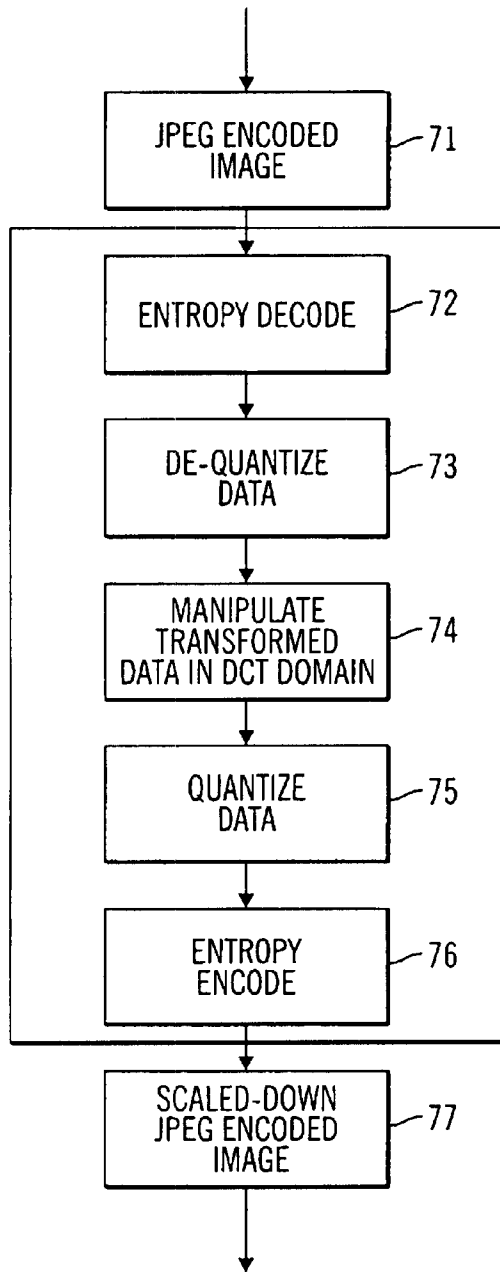 JPEG ENCODED
IMAGE
71
ENTROPY DECODE
72
DE-QUANTIZE
DATA
73
MANIPULATE
TRANSFORMED
DATA IN DCT DOMAIN
74
QUANTIZE
DATA
75
ENTROPY
ENCODE
76
SCALED-DOWN
JPEG ENCODED
IMAGE
77